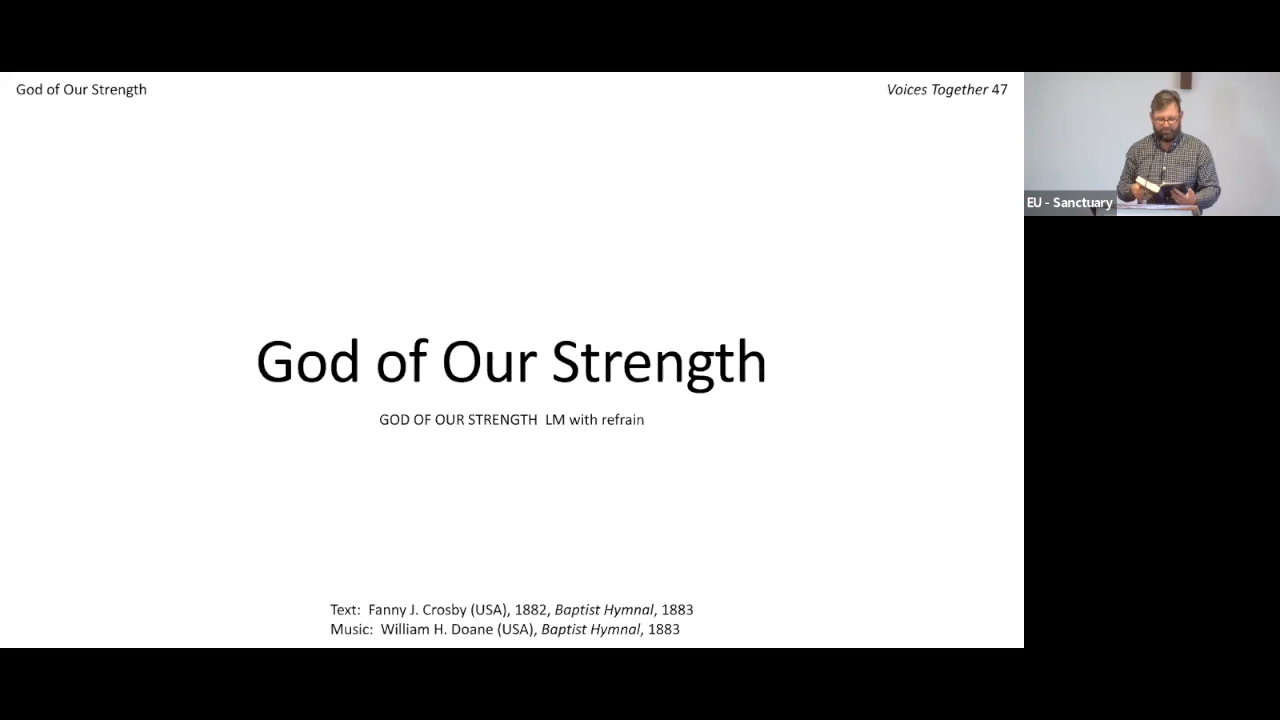 God of Our Strength
Voices Together 47
EU - Sanctuary
God of Our Strength
GOD OF OUR STRENGTH LM with refrain
Text: Fanny J. Crosby (USA), 1882, Baptist Hymnal, 1883
Music: William H. Doane (USA), Baptist Hymnal, 1883